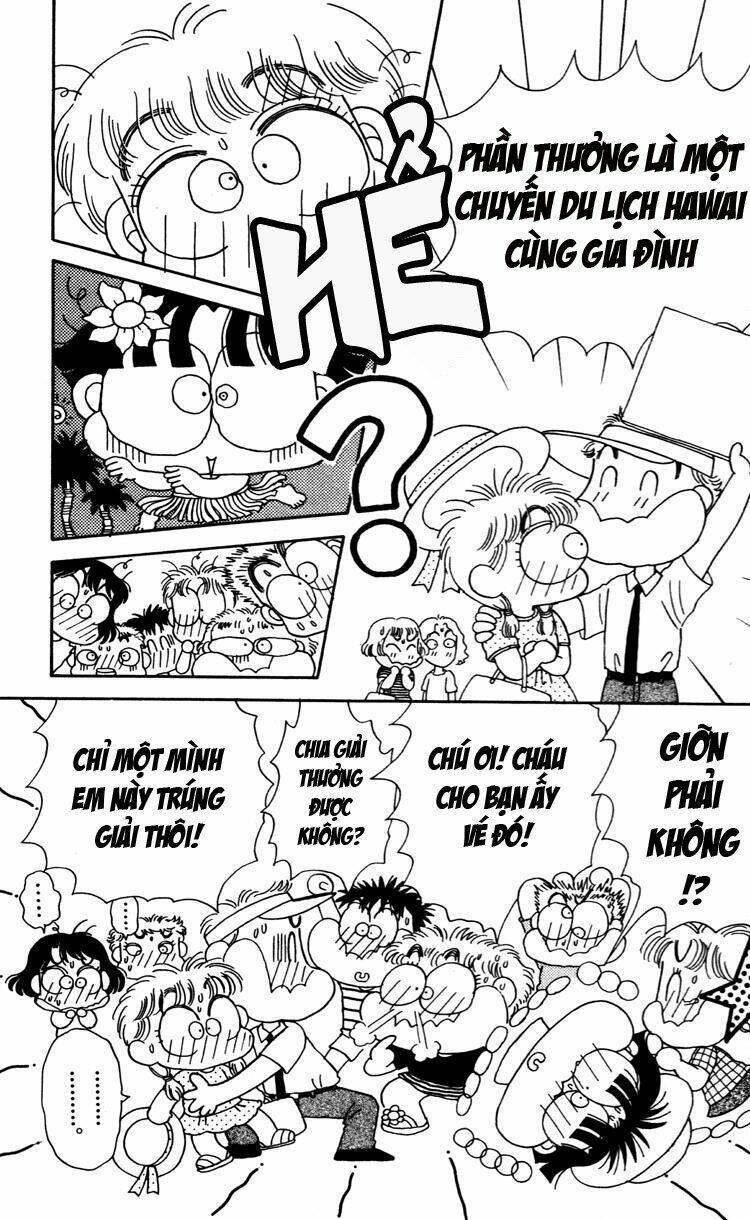 PHẦN THƯỞNG LÀ MỘT
CHUYẾN DU LỊCH HAWAI
CÙNG GIA ĐÌNH
HẺ
?
GIỠN
PHẢI
KHÔNG
!?
CHÚ ƠI! CHÁU
CHO BẠN ẤY
VÉ ĐÓ!
CHIA GIẢI
THƯỞNG
ĐƯỢC
KHÔNG?
CHỈ MỘT MÌNH
EM NÀY TRÚNG
GIẢI THÔI!